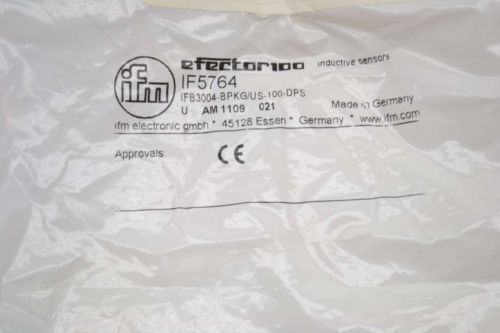 ifm
efector100 inductive sensors
IF5764
IFB3004-BPKG/US-100-DPS
U AM 1109 021 Made in Germany
ifm electronic gmbh * 45128 Essen * Germany * www.ifm.com
Approvals CE